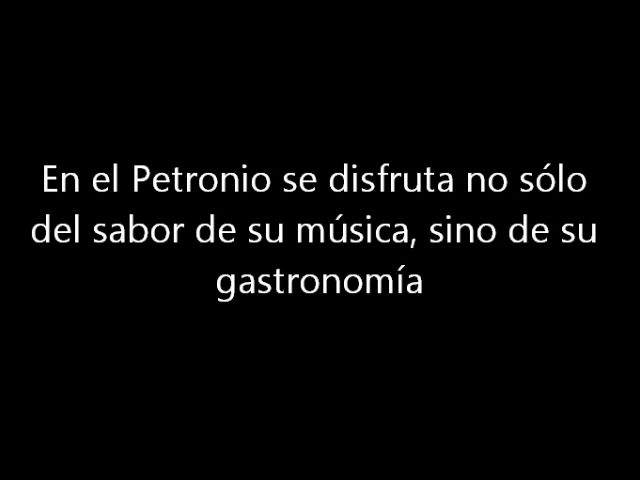 En el Petronio se disfruta no sólo
del sabor de su música, sino de su
gastronomía